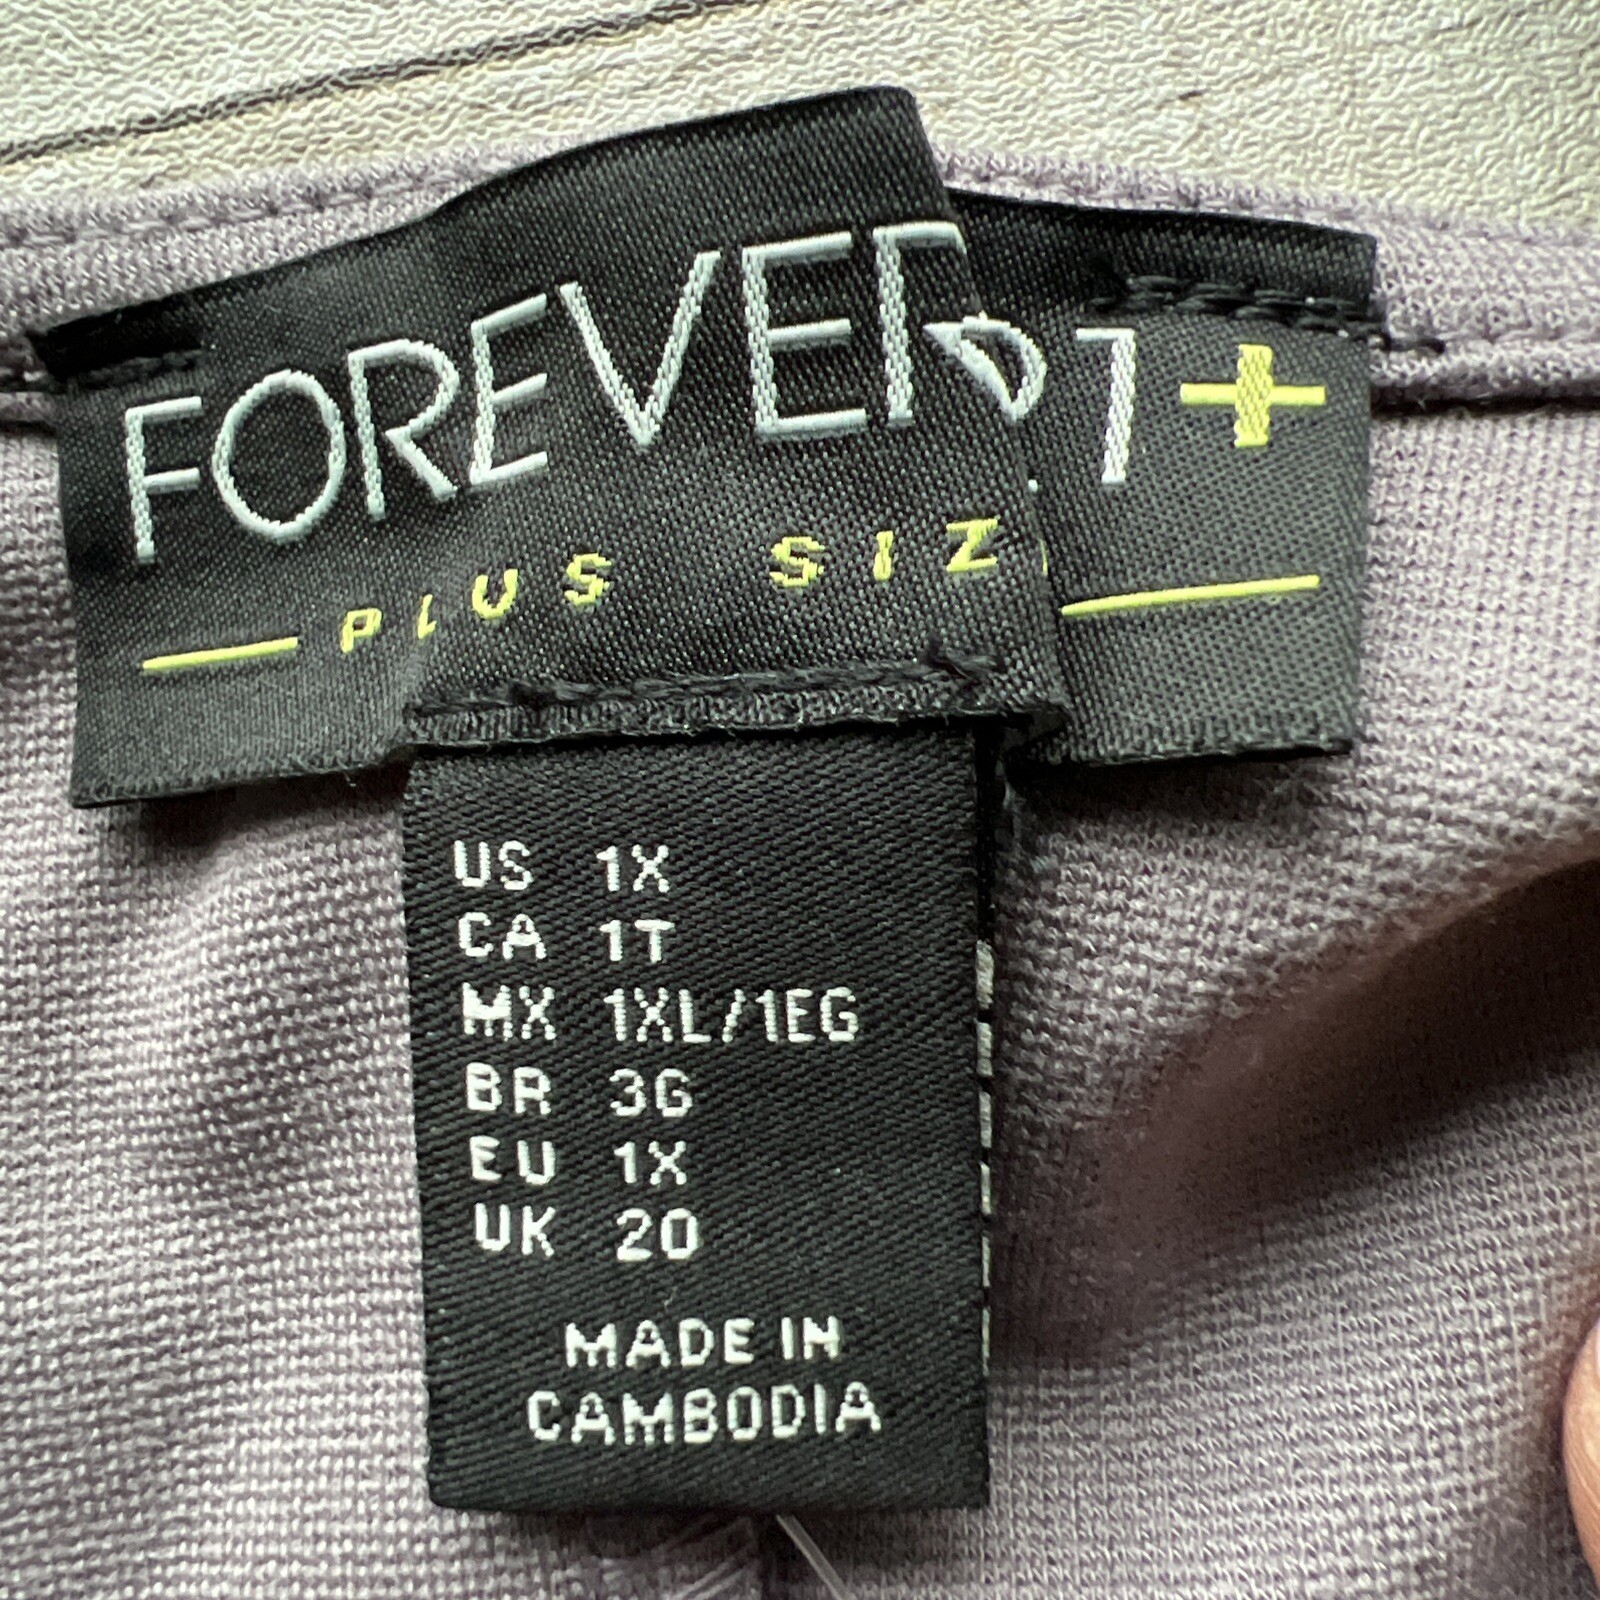 FOREVER 21+
PLUS SIZ
US 1X
CA 1T
MX 1XL/1EG
BR 3G
EU 1X
UK 20
MADE IN
CAMBODIA